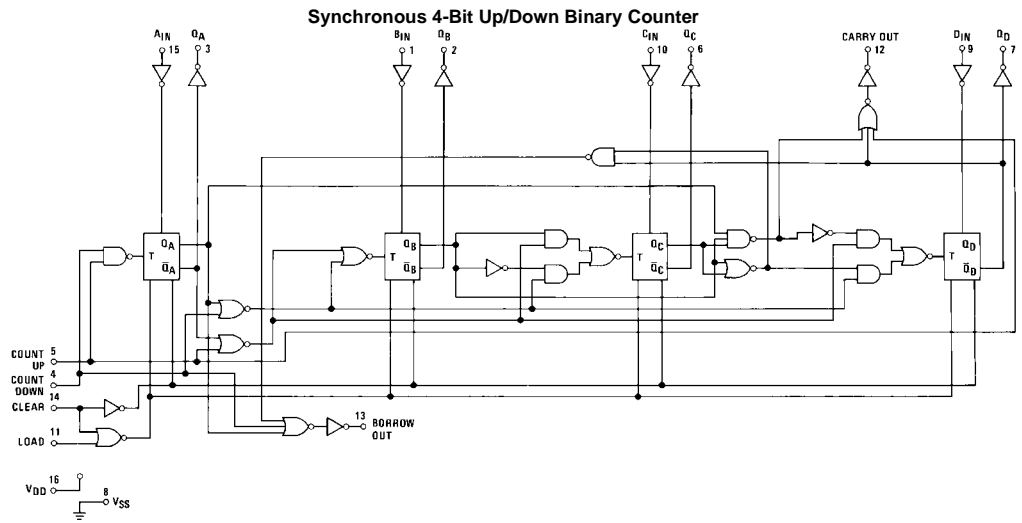 Synchronous 4-Bit Up/Down Binary Counter
AIN 15
QA 3
BIN 1
QB 2
CIN 10
QC 6
CARRY OUT 12
DIN 9
QD 7
QA
T
Q̅A
QB
T
Q̅B
QC
T
Q̅C
QD
T
Q̅D
COUNT UP 5
COUNT DOWN 4
CLEAR 14
LOAD 11
13 BORROW OUT
VDD 16
8 VSS